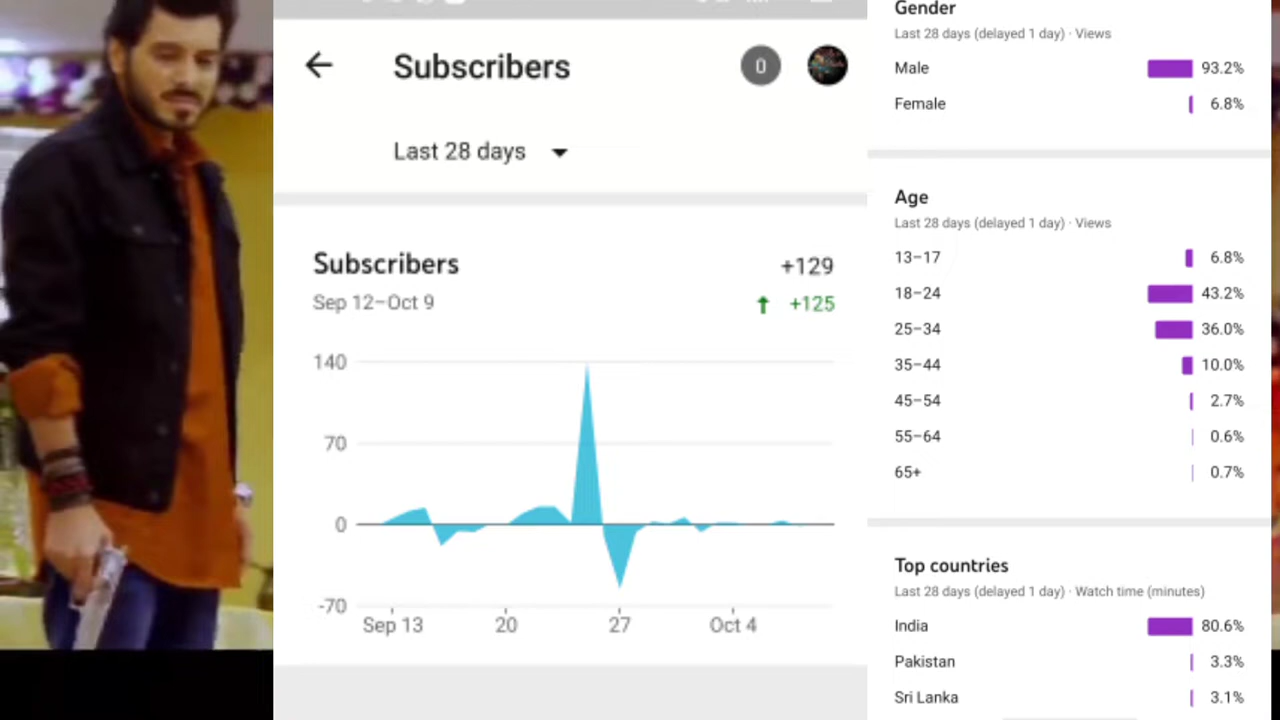 Subscribers
0
Last 28 days
Subscribers
+129
Sep 12–Oct 9
+125
140
70
0
-70
Sep 13
20
27
Oct 4
Gender
Last 28 days (delayed 1 day) · Views
Male 93.2%
Female 6.8%
Age
Last 28 days (delayed 1 day) · Views
13–17 6.8%
18–24 43.2%
25–34 36.0%
35–44 10.0%
45–54 2.7%
55–64 0.6%
65+ 0.7%
Top countries
Last 28 days (delayed 1 day) · Watch time (minutes)
India 80.6%
Pakistan 3.3%
Sri Lanka 3.1%